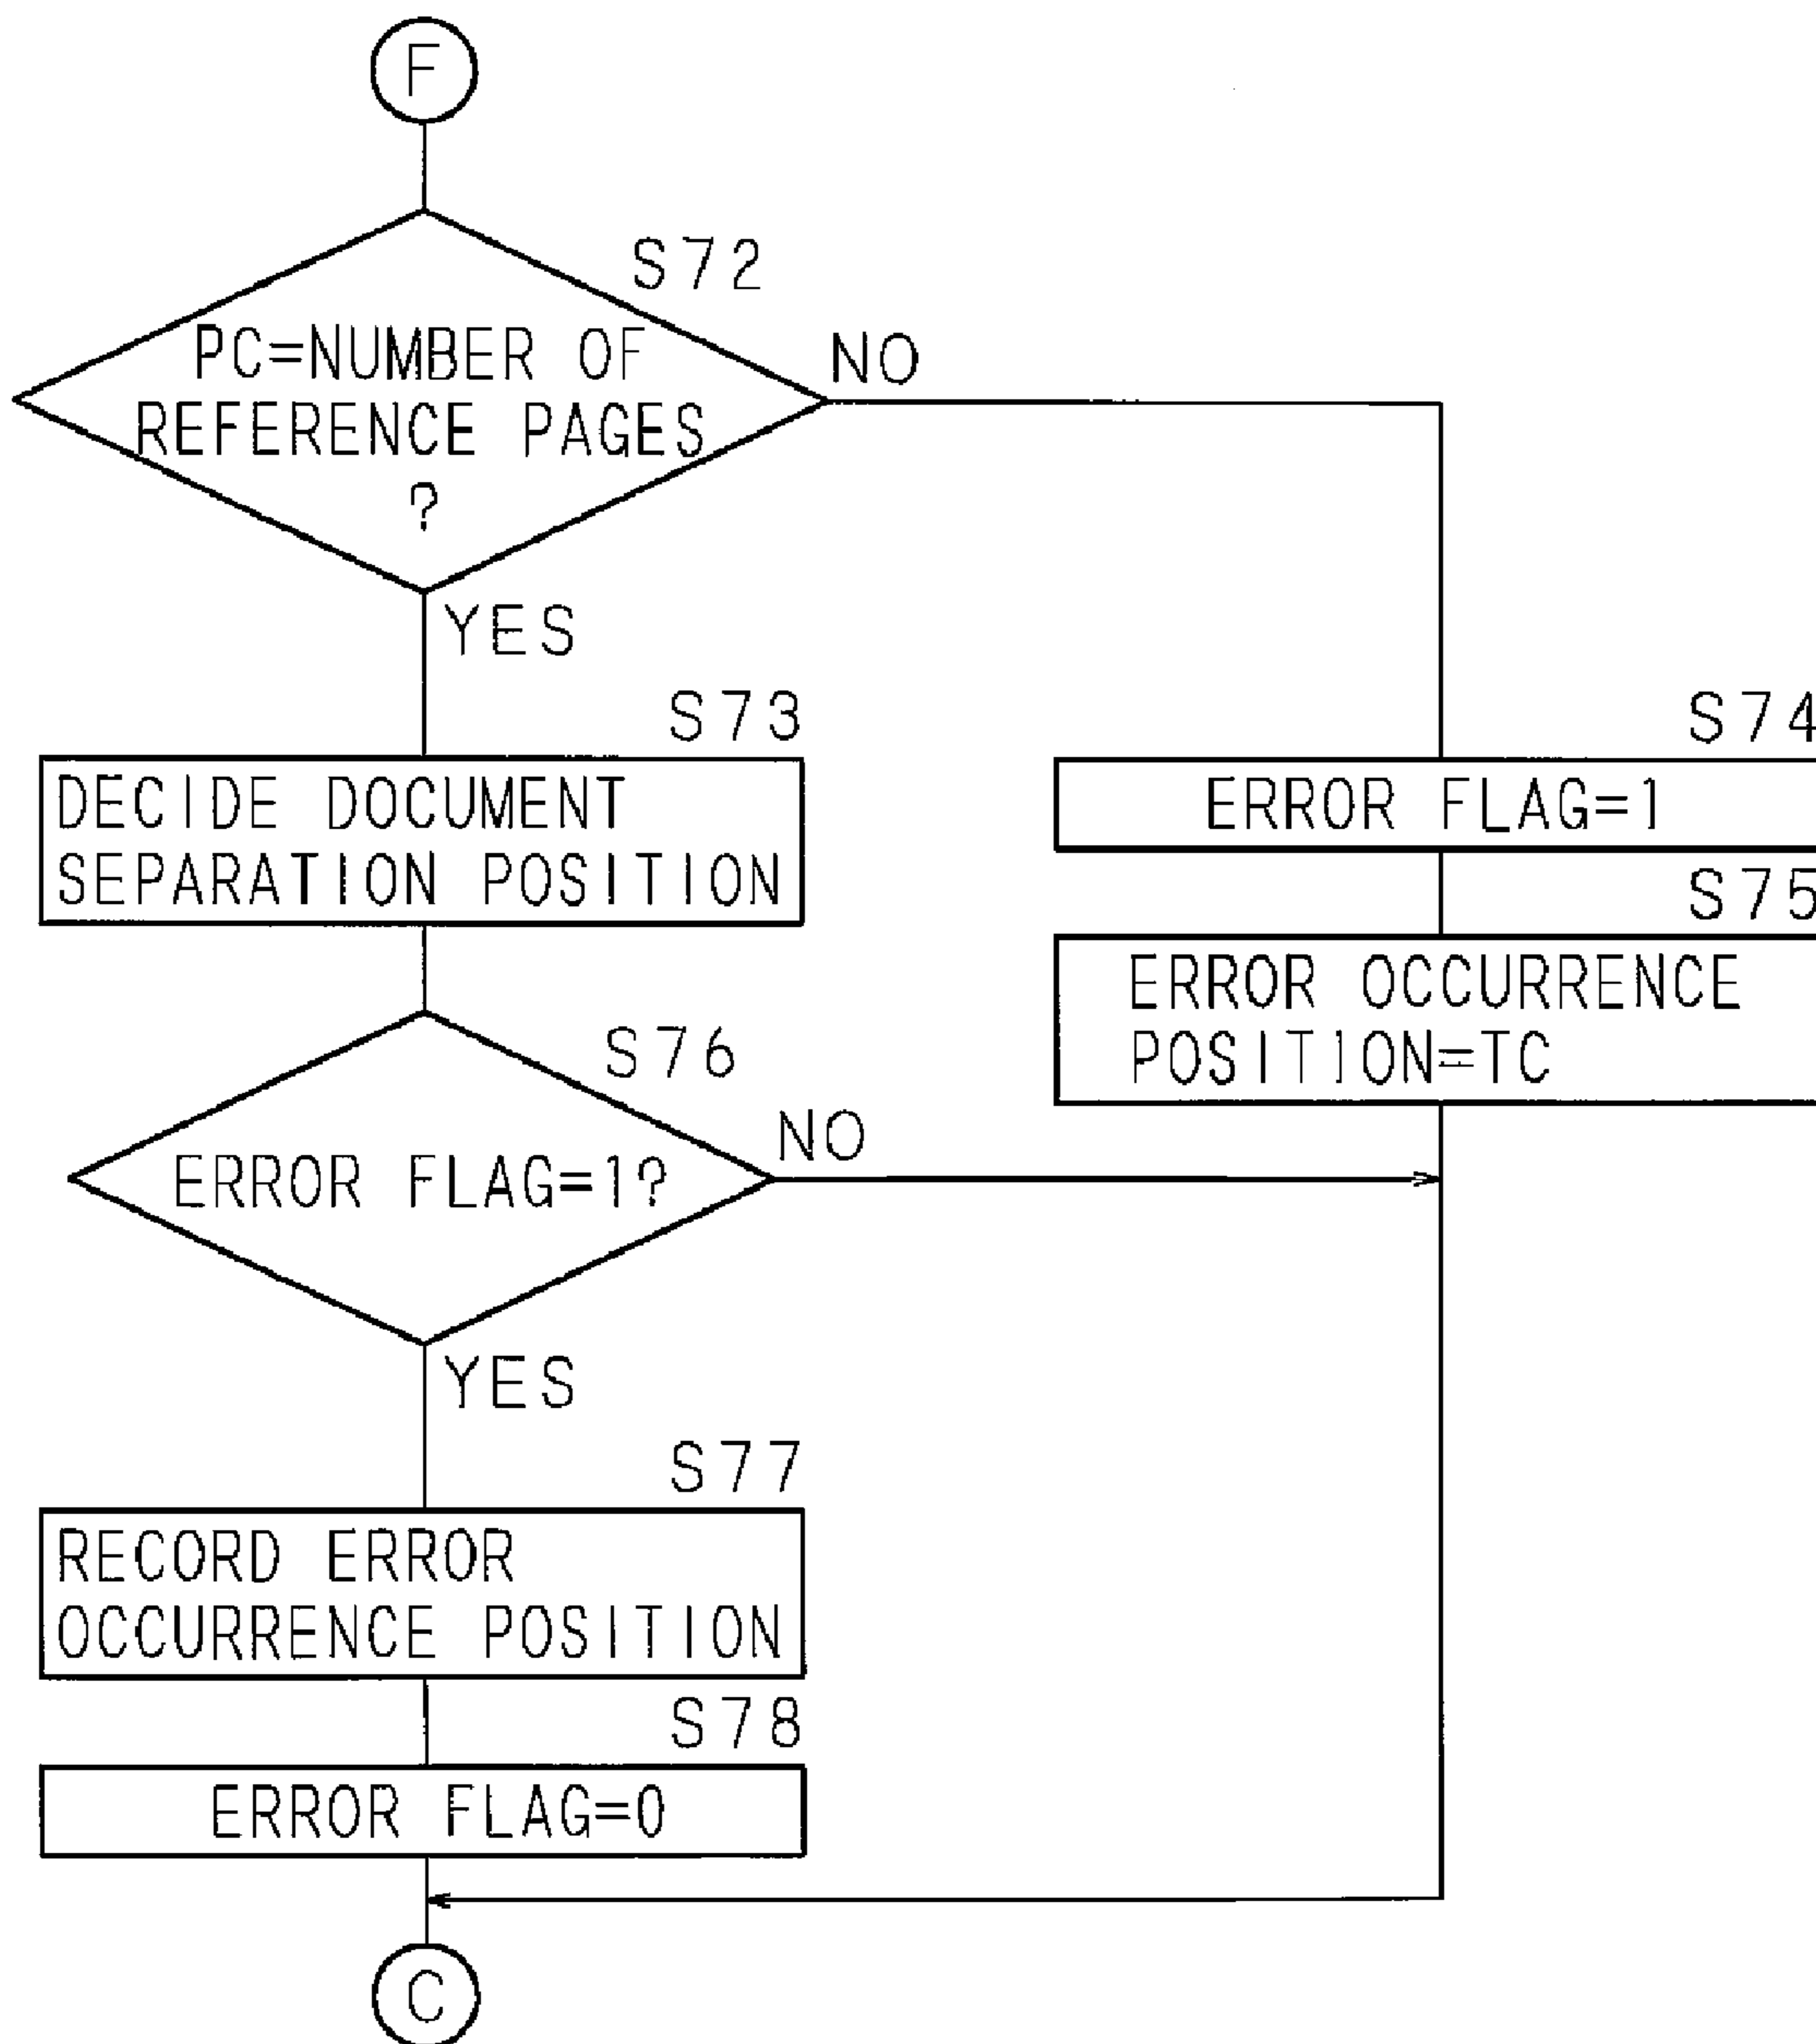 F
S72
PC=NUMBER OF
REFERENCE PAGES
?
NO
YES
S73
DECIDE DOCUMENT
SEPARATION POSITION
S74
ERROR FLAG=1
S75
ERROR OCCURRENCE
POSITION=TC
S76
ERROR FLAG=1?
NO
YES
S77
RECORD ERROR
OCCURRENCE POSITION
S78
ERROR FLAG=0
C